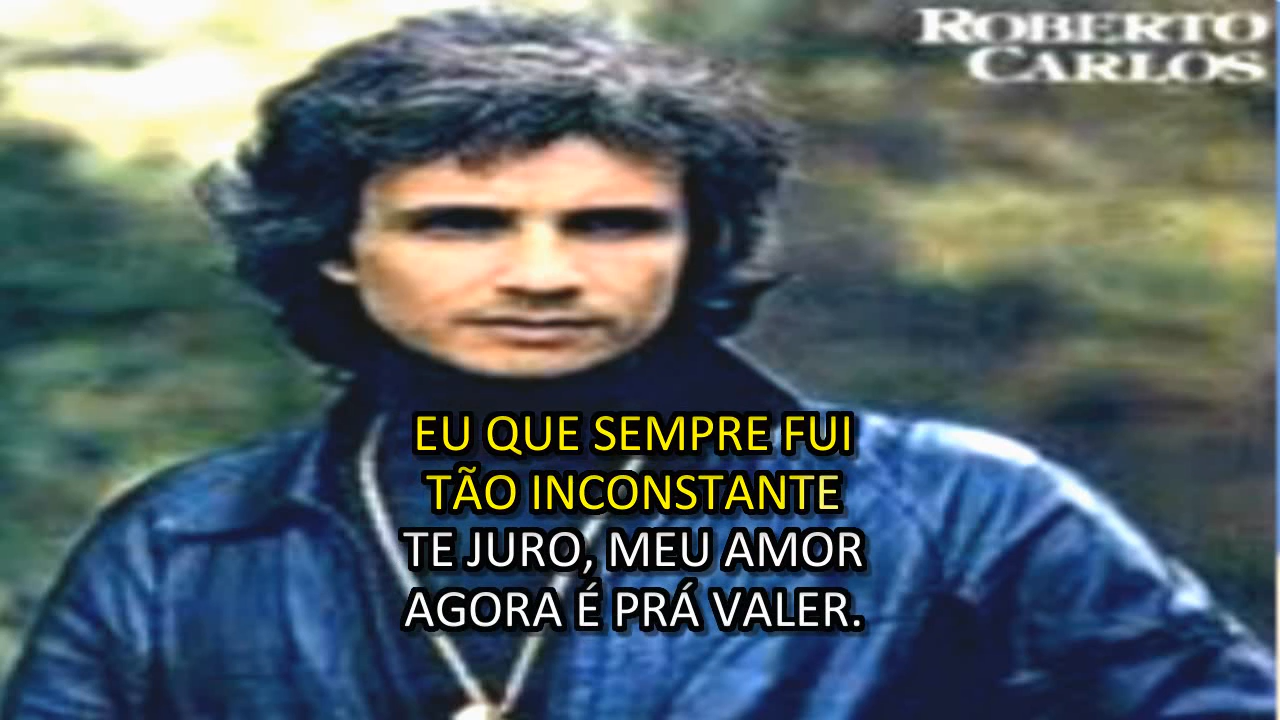 ROBERTO
CARLOS
EU QUE SEMPRE FUI
TÃO INCONSTANTE
TE JURO, MEU AMOR
AGORA É PRÁ VALER.